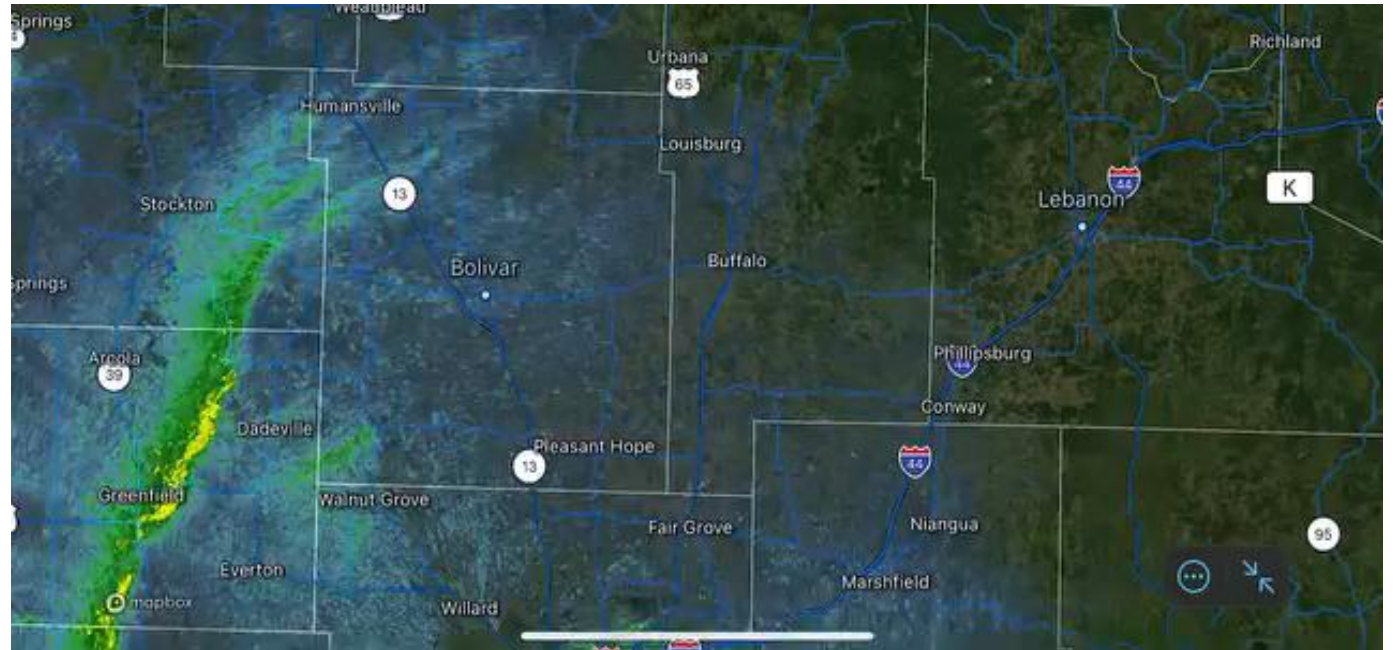 Springs
Weaubleau
Richland
Urbana
65
Humansville
Louisburg
44
K
13
Stockton
Lebanon
Buffalo
Bolivar
Springs
Arcola
39
Phillipsburg
44
Conway
Dadeville
Pleasant Hope
13
44
Greenfield
Walnut Grove
Fair Grove
Niangua
95
Everton
Marshfield
mapbox
Willard